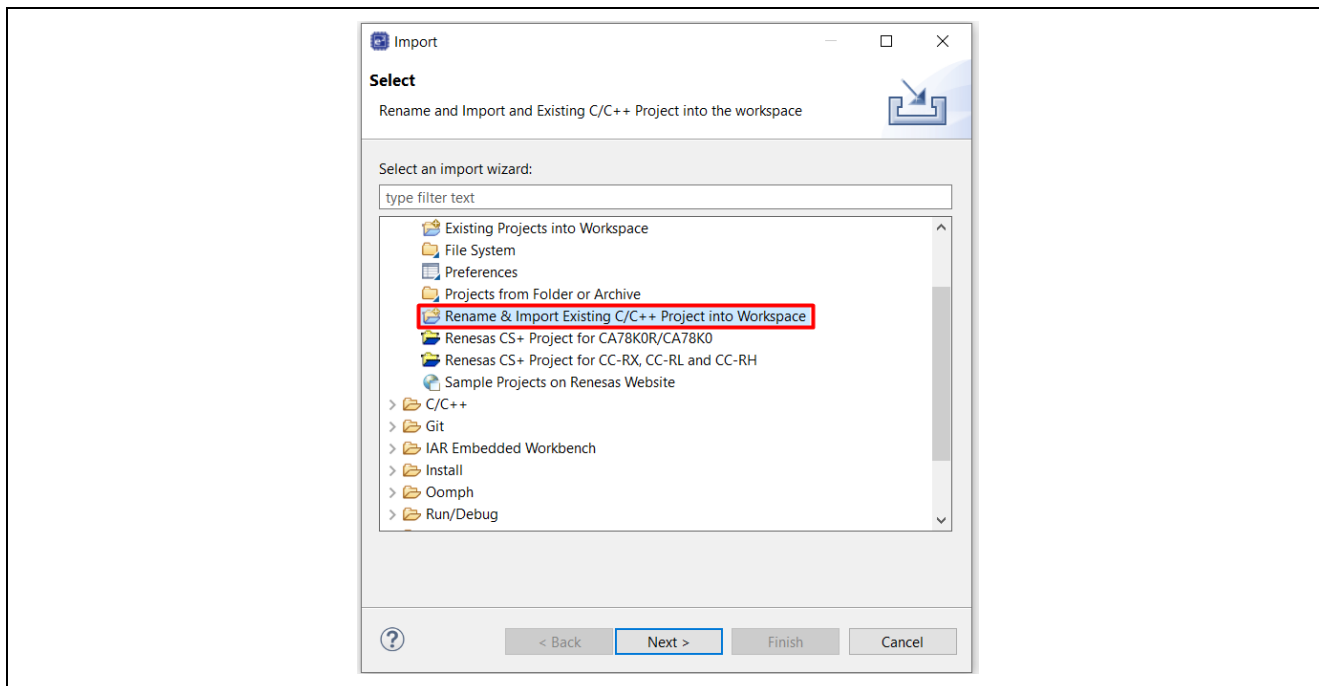 Import
Select
Rename and Import and Existing C/C++ Project into the workspace
Select an import wizard:
type filter text
Existing Projects into Workspace
File System
Preferences
Projects from Folder or Archive
Rename & Import Existing C/C++ Project into Workspace
Renesas CS+ Project for CA78K0R/CA78K0
Renesas CS+ Project for CC-RX, CC-RL and CC-RH
Sample Projects on Renesas Website
C/C++
Git
IAR Embedded Workbench
Install
Oomph
Run/Debug
? < Back Next > Finish Cancel